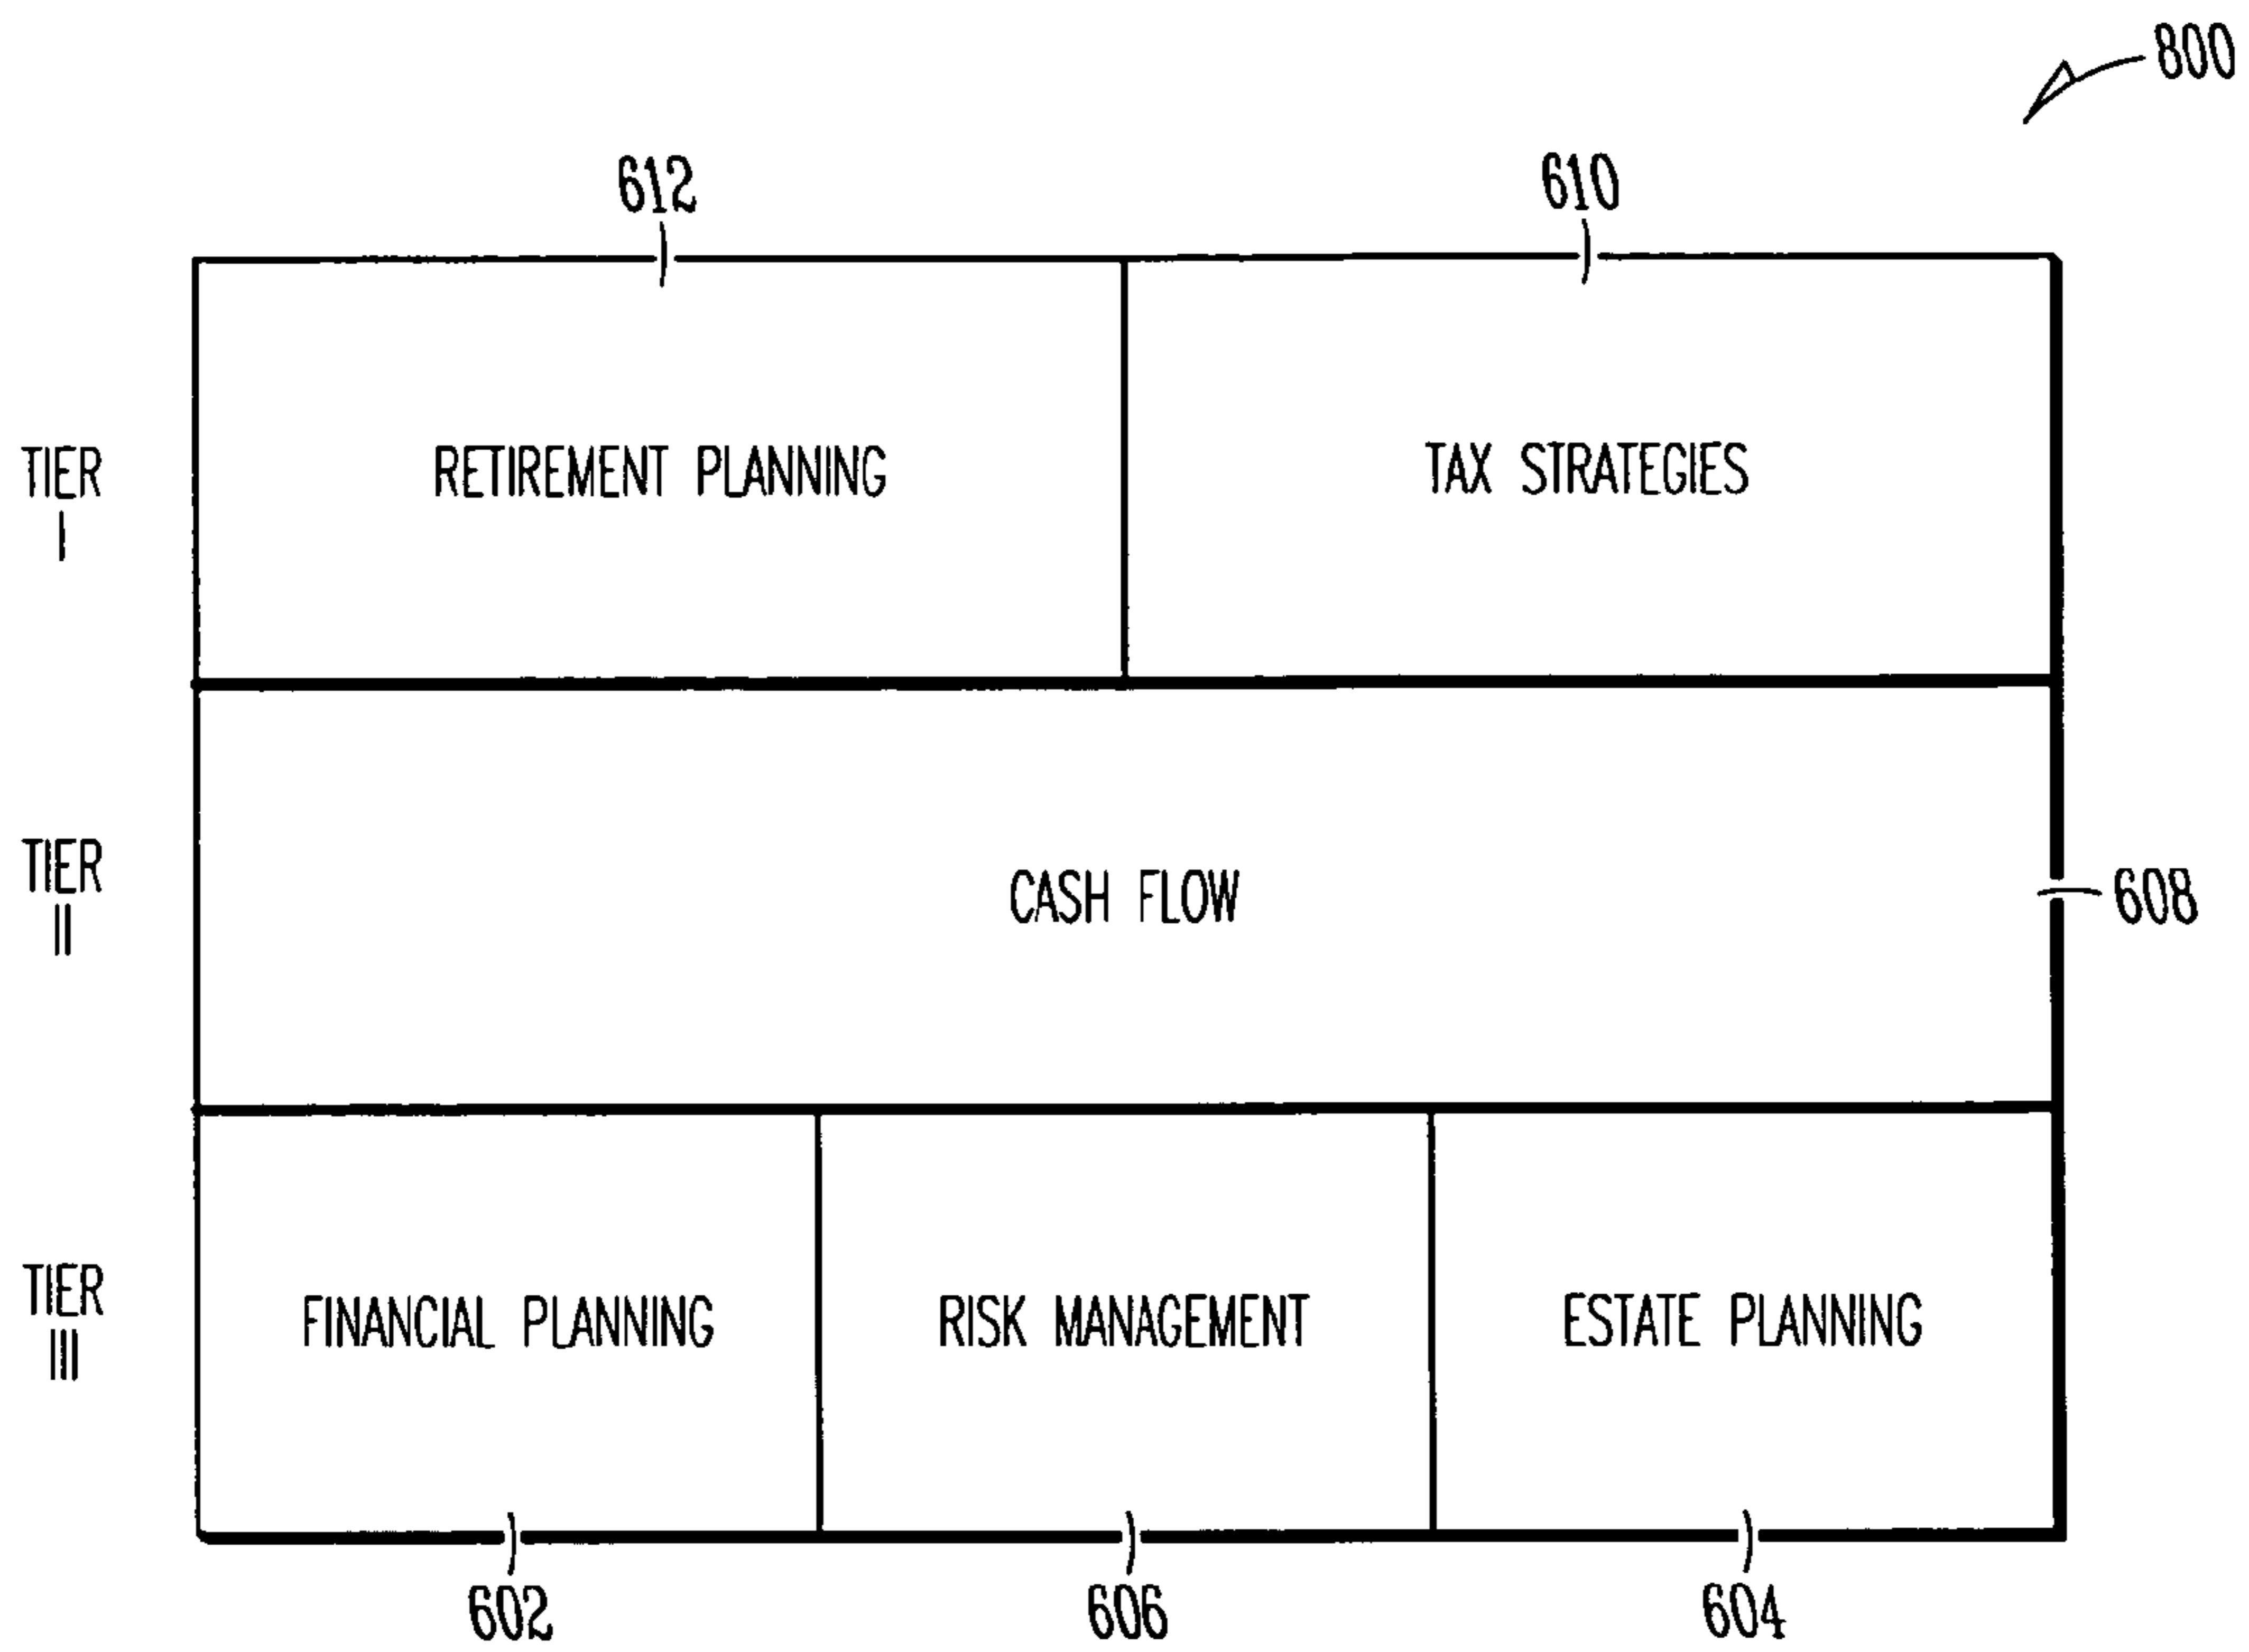 800
612
610
RETIREMENT PLANNING
TAX STRATEGIES
TIER
I
CASH FLOW
TIER
II
608
FINANCIAL PLANNING
RISK MANAGEMENT
ESTATE PLANNING
TIER
III
602
606
604